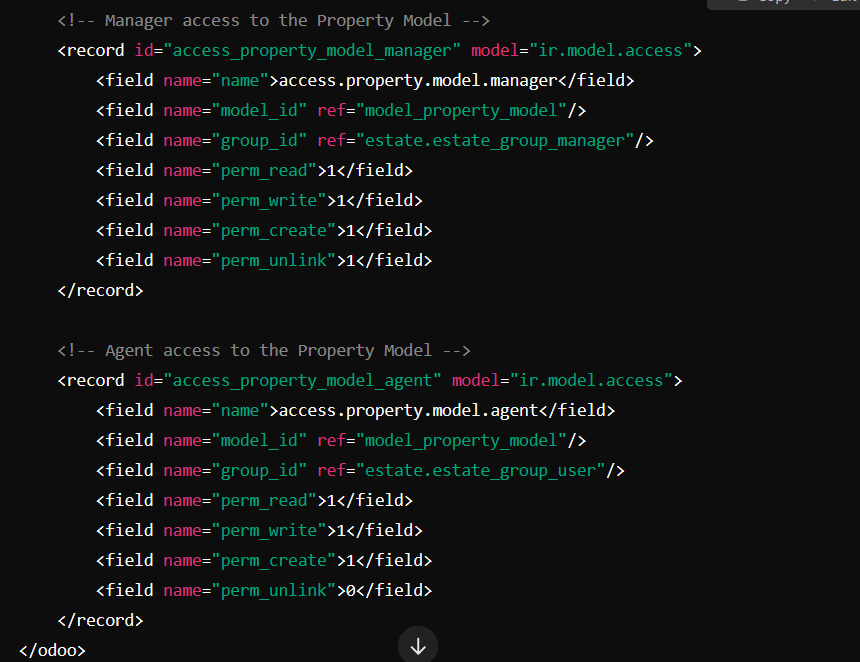 <!-- Manager access to the Property Model -->
<record id="access_property_model_manager" model="ir.model.access">
<field name="name">access.property.model.manager</field>
<field name="model_id" ref="model_property_model"/>
<field name="group_id" ref="estate.estate_group_manager"/>
<field name="perm_read">1</field>
<field name="perm_write">1</field>
<field name="perm_create">1</field>
<field name="perm_unlink">1</field>
</record>
<!-- Agent access to the Property Model -->
<record id="access_property_model_agent" model="ir.model.access">
<field name="name">access.property.model.agent</field>
<field name="model_id" ref="model_property_model"/>
<field name="group_id" ref="estate.estate_group_user"/>
<field name="perm_read">1</field>
<field name="perm_write">1</field>
<field name="perm_create">1</field>
<field name="perm_unlink">0</field>
</record>
</odoo>